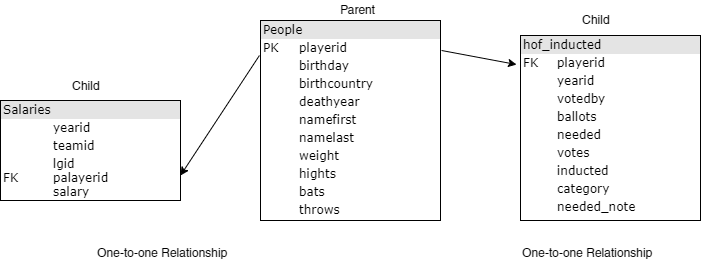 Parent
People
PK playerid
birthday
birthcountry
deathyear
namefirst
namelast
weight
hights
bats
throws
Child
hof_inducted
FK playerid
yearid
votedby
ballots
needed
votes
inducted
category
needed_note
Child
Salaries
yearid
teamid
lgid
FK palayerid
salary
One-to-one Relationship
One-to-one Relationship